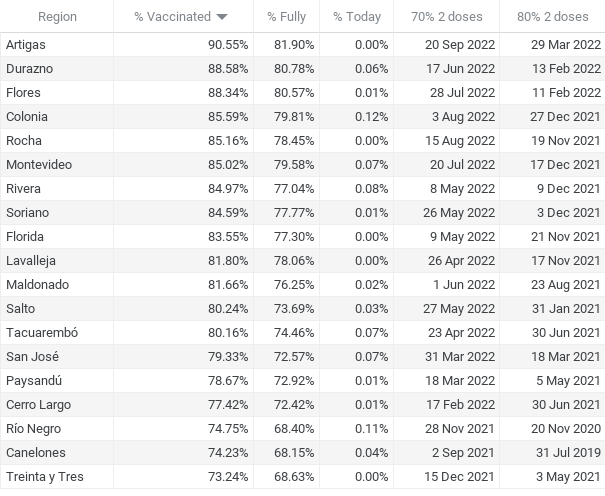 Region % Vaccinated % Fully % Today 70% 2 doses 80% 2 doses
Artigas 90.55% 81.90% 0.00% 20 Sep 2022 29 Mar 2022
Durazno 88.58% 80.78% 0.06% 17 Jun 2022 13 Feb 2022
Flores 88.34% 80.57% 0.01% 28 Jul 2022 11 Feb 2022
Colonia 85.59% 79.81% 0.12% 3 Aug 2022 27 Dec 2021
Rocha 85.16% 78.45% 0.00% 15 Aug 2022 19 Nov 2021
Montevideo 85.02% 79.58% 0.07% 20 Jul 2022 17 Dec 2021
Rivera 84.97% 77.04% 0.08% 8 May 2022 9 Dec 2021
Soriano 84.59% 77.77% 0.01% 26 May 2022 3 Dec 2021
Florida 83.55% 77.30% 0.00% 9 May 2022 21 Nov 2021
Lavalleja 81.80% 78.06% 0.00% 26 Apr 2022 17 Nov 2021
Maldonado 81.66% 76.25% 0.02% 1 Jun 2022 23 Aug 2021
Salto 80.24% 73.69% 0.03% 27 May 2022 31 Jan 2021
Tacuarembó 80.16% 74.46% 0.07% 23 Apr 2022 30 Jun 2021
San José 79.33% 72.57% 0.07% 31 Mar 2022 18 Mar 2021
Paysandú 78.67% 72.92% 0.01% 18 Mar 2022 5 May 2021
Cerro Largo 77.42% 72.42% 0.01% 17 Feb 2022 30 Jun 2021
Río Negro 74.75% 68.40% 0.11% 28 Nov 2021 20 Nov 2020
Canelones 74.23% 68.15% 0.04% 2 Sep 2021 31 Jul 2019
Treinta y Tres 73.24% 68.63% 0.00% 15 Dec 2021 3 May 2021